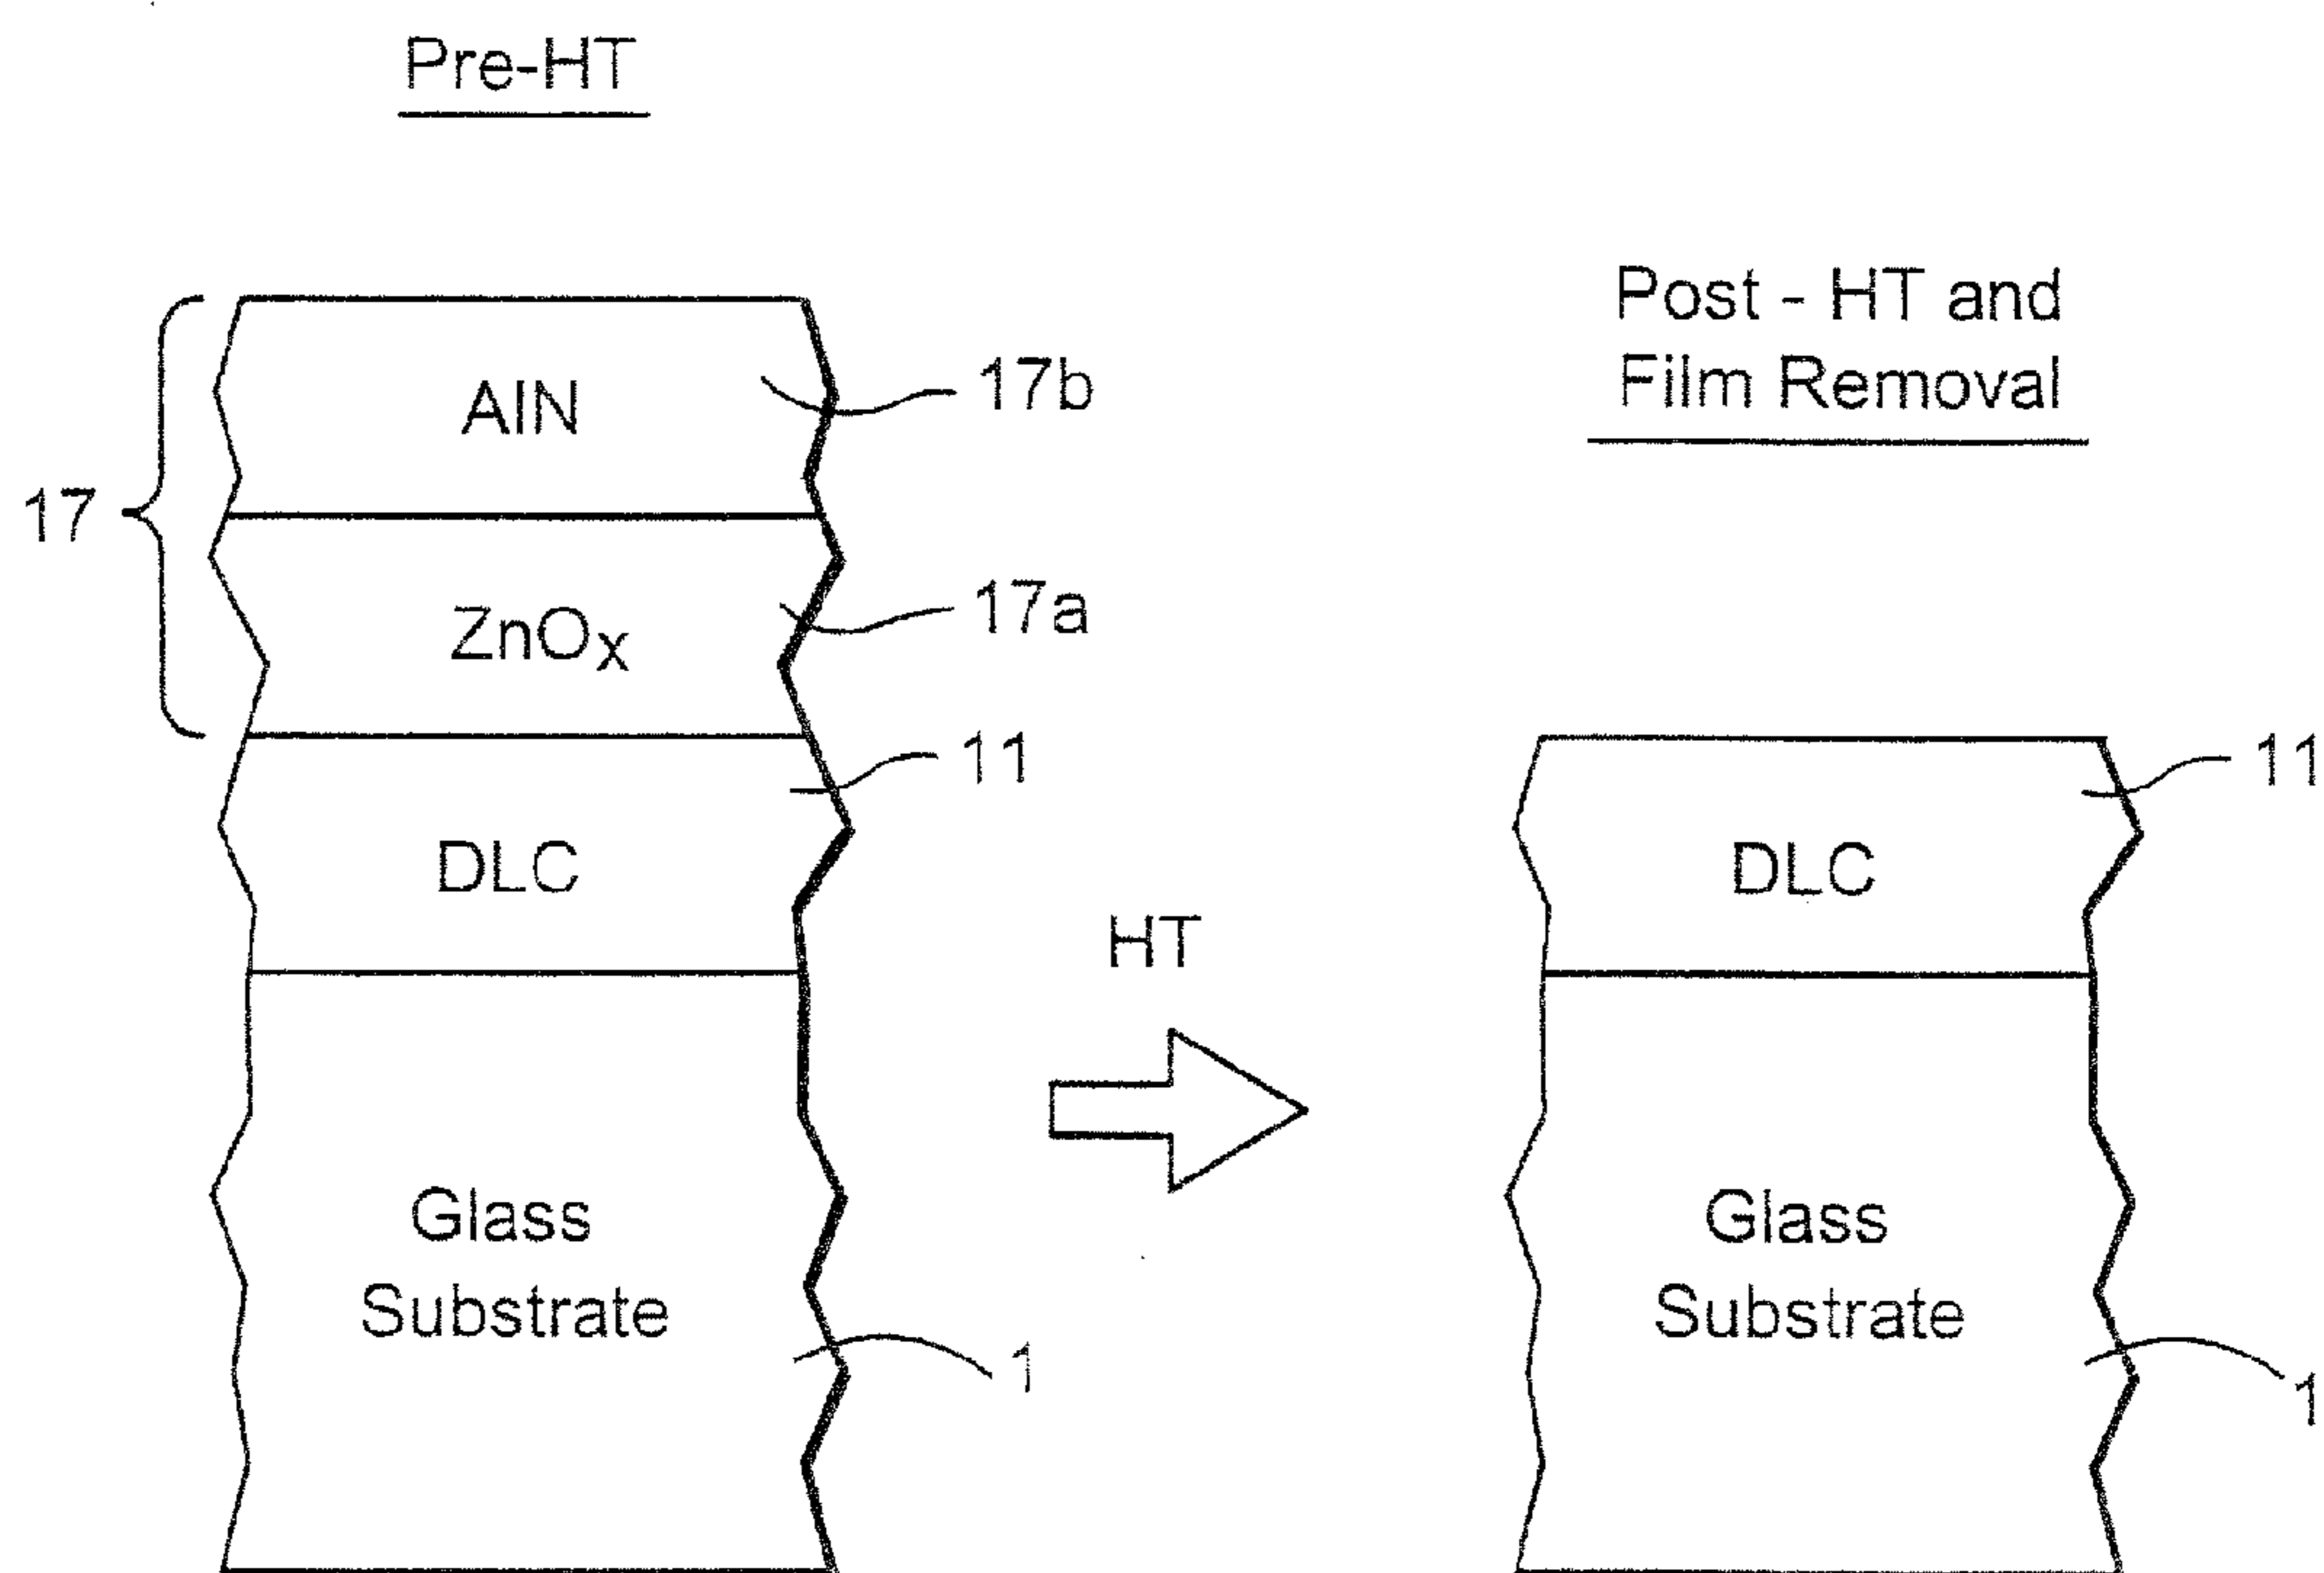 Pre-HT
Post - HT and
Film Removal
AlN
17b
17
ZnOx
17a
11
11
DLC
DLC
HT
Glass
Substrate
Glass
Substrate
1
1